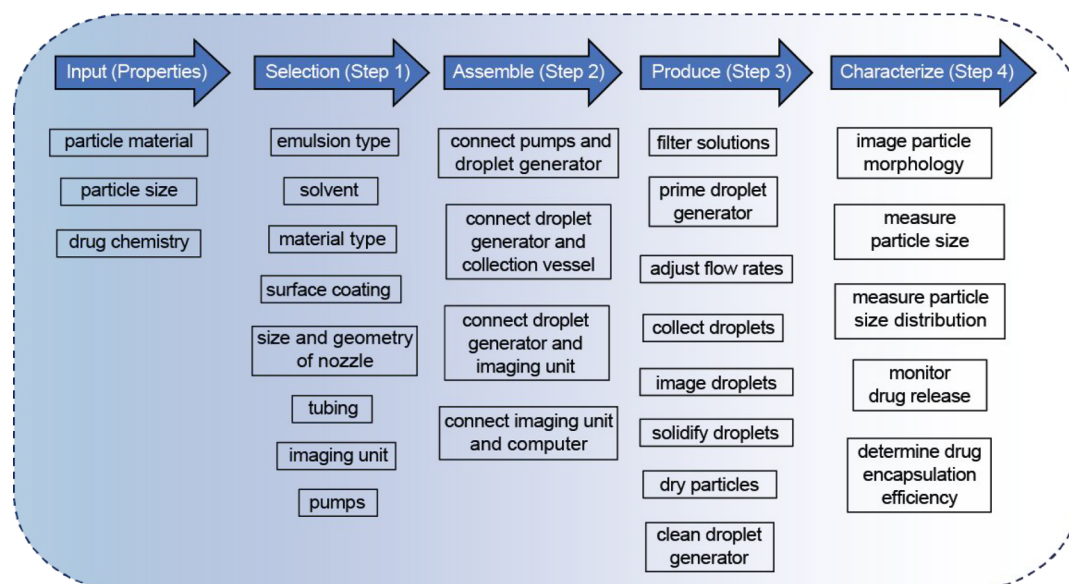 Input (Properties)
particle material
particle size
drug chemistry
Selection (Step 1)
emulsion type
solvent
material type
surface coating
size and geometry
of nozzle
tubing
imaging unit
pumps
Assemble (Step 2)
connect pumps and
droplet generator
connect droplet
generator and
collection vessel
connect droplet
generator and
imaging unit
connect imaging unit
and computer
Produce (Step 3)
filter solutions
prime droplet
generator
adjust flow rates
collect droplets
image droplets
solidify droplets
dry particles
clean droplet
generator
Characterize (Step 4)
image particle
morphology
measure
particle size
measure particle
size distribution
monitor
drug release
determine drug
encapsulation
efficiency